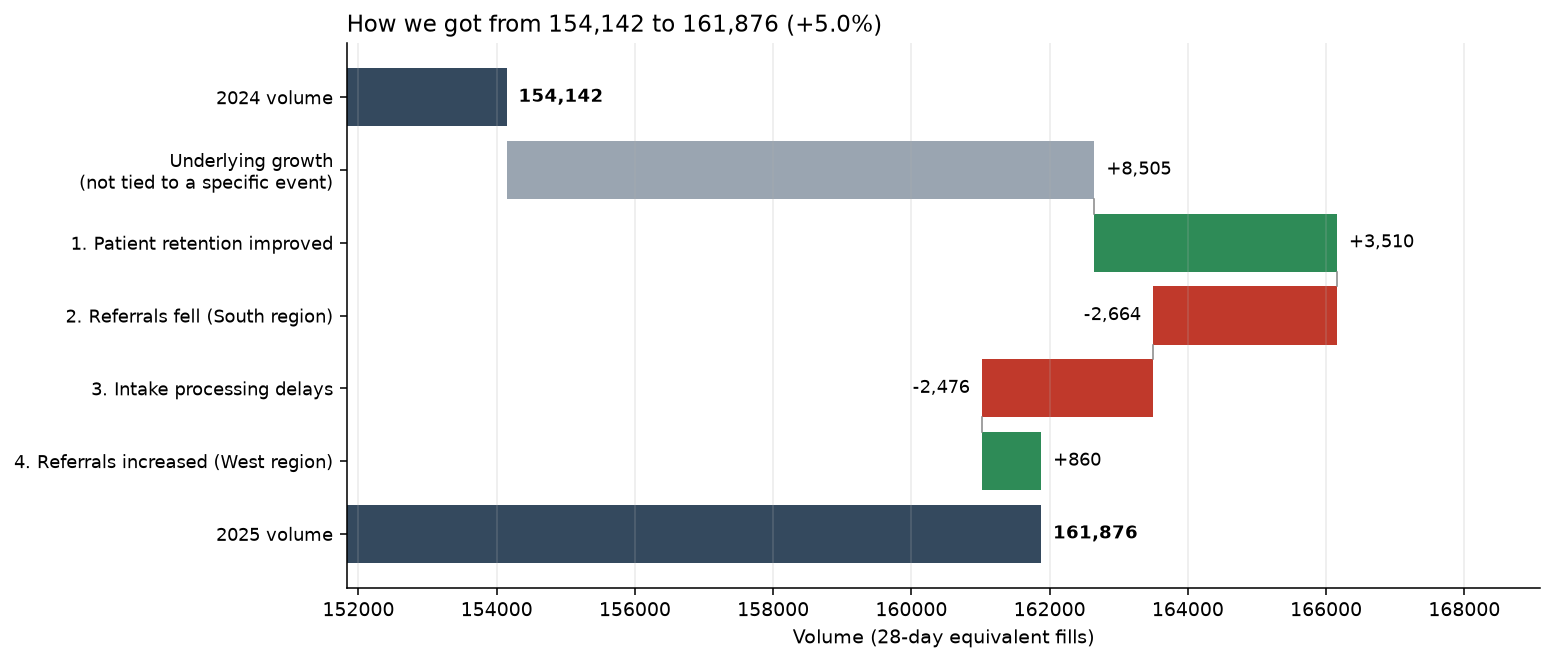 How we got from 154,142 to 161,876 (+5.0%)
2024 volume
154,142
Underlying growth
(not tied to a specific event)
+8,505
1. Patient retention improved
+3,510
2. Referrals fell (South region)
-2,664
3. Intake processing delays
-2,476
4. Referrals increased (West region)
+860
2025 volume
161,876
152000 154000 156000 158000 160000 162000 164000 166000 168000
Volume (28-day equivalent fills)